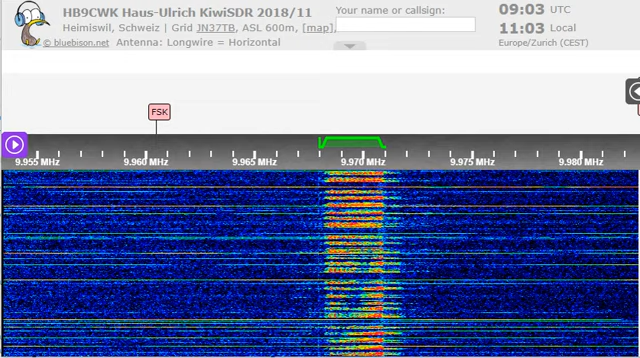 HB9CWK Haus-Ulrich KiwiSDR 2018/11
Heimiswil, Schweiz | Grid JN37TB, ASL 600m, [map],
© bluebison.net Antenna: Longwire = Horizontal
Your name or callsign:
09:03 UTC
11:03 Local
Europe/Zurich (CEST)
FSK
9.955 MHz 9.960 MHz 9.965 MHz 9.970 MHz 9.975 MHz 9.980 MHz